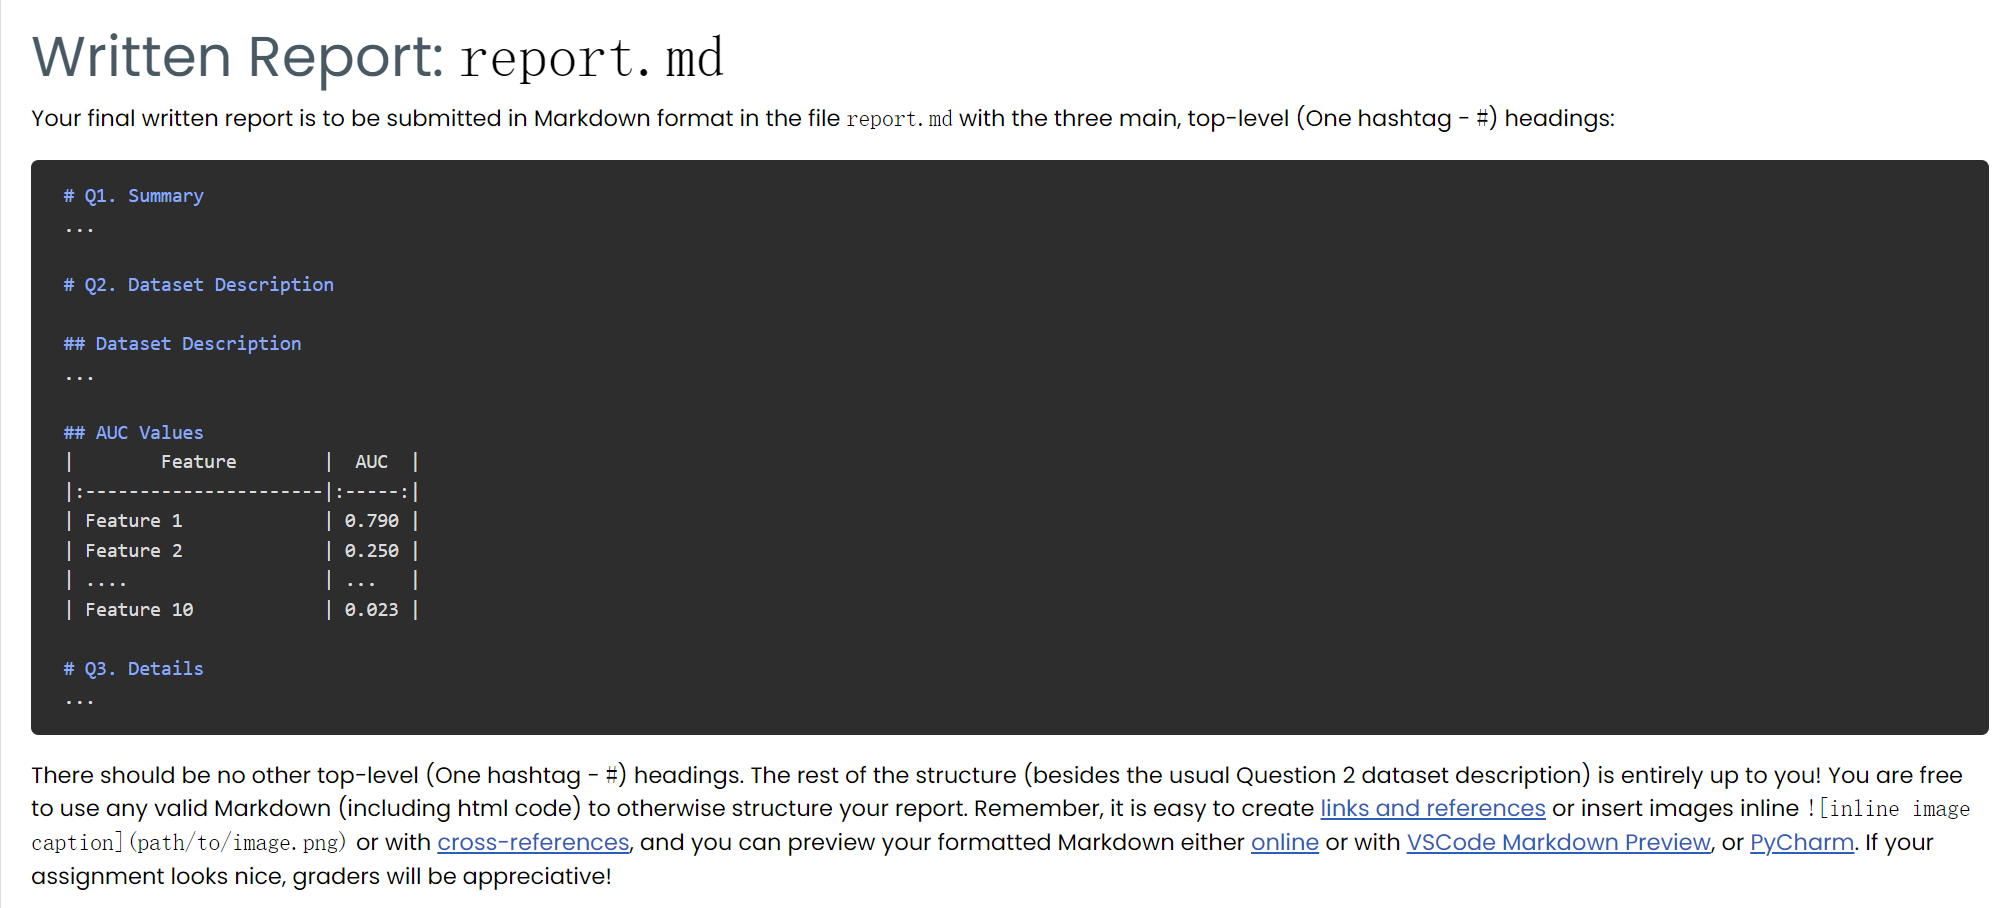 Written Report: report.md
Your final written report is to be submitted in Markdown format in the file report.md with the three main, top-level (One hashtag - #) headings:
# Q1. Summary
...
# Q2. Dataset Description
## Dataset Description
...
## AUC Values
|        Feature        |  AUC  |
|:----------------------|:-----:|
| Feature 1             | 0.790 |
| Feature 2             | 0.250 |
| ....                  | ...   |
| Feature 10            | 0.023 |
# Q3. Details
...
There should be no other top-level (One hashtag - #) headings. The rest of the structure (besides the usual Question 2 dataset description) is entirely up to you! You are free
to use any valid Markdown (including html code) to otherwise structure your report. Remember, it is easy to create links and references or insert images inline ![inline image
caption](path/to/image.png) or with cross-references, and you can preview your formatted Markdown either online or with VSCode Markdown Preview, or PyCharm. If your
assignment looks nice, graders will be appreciative!